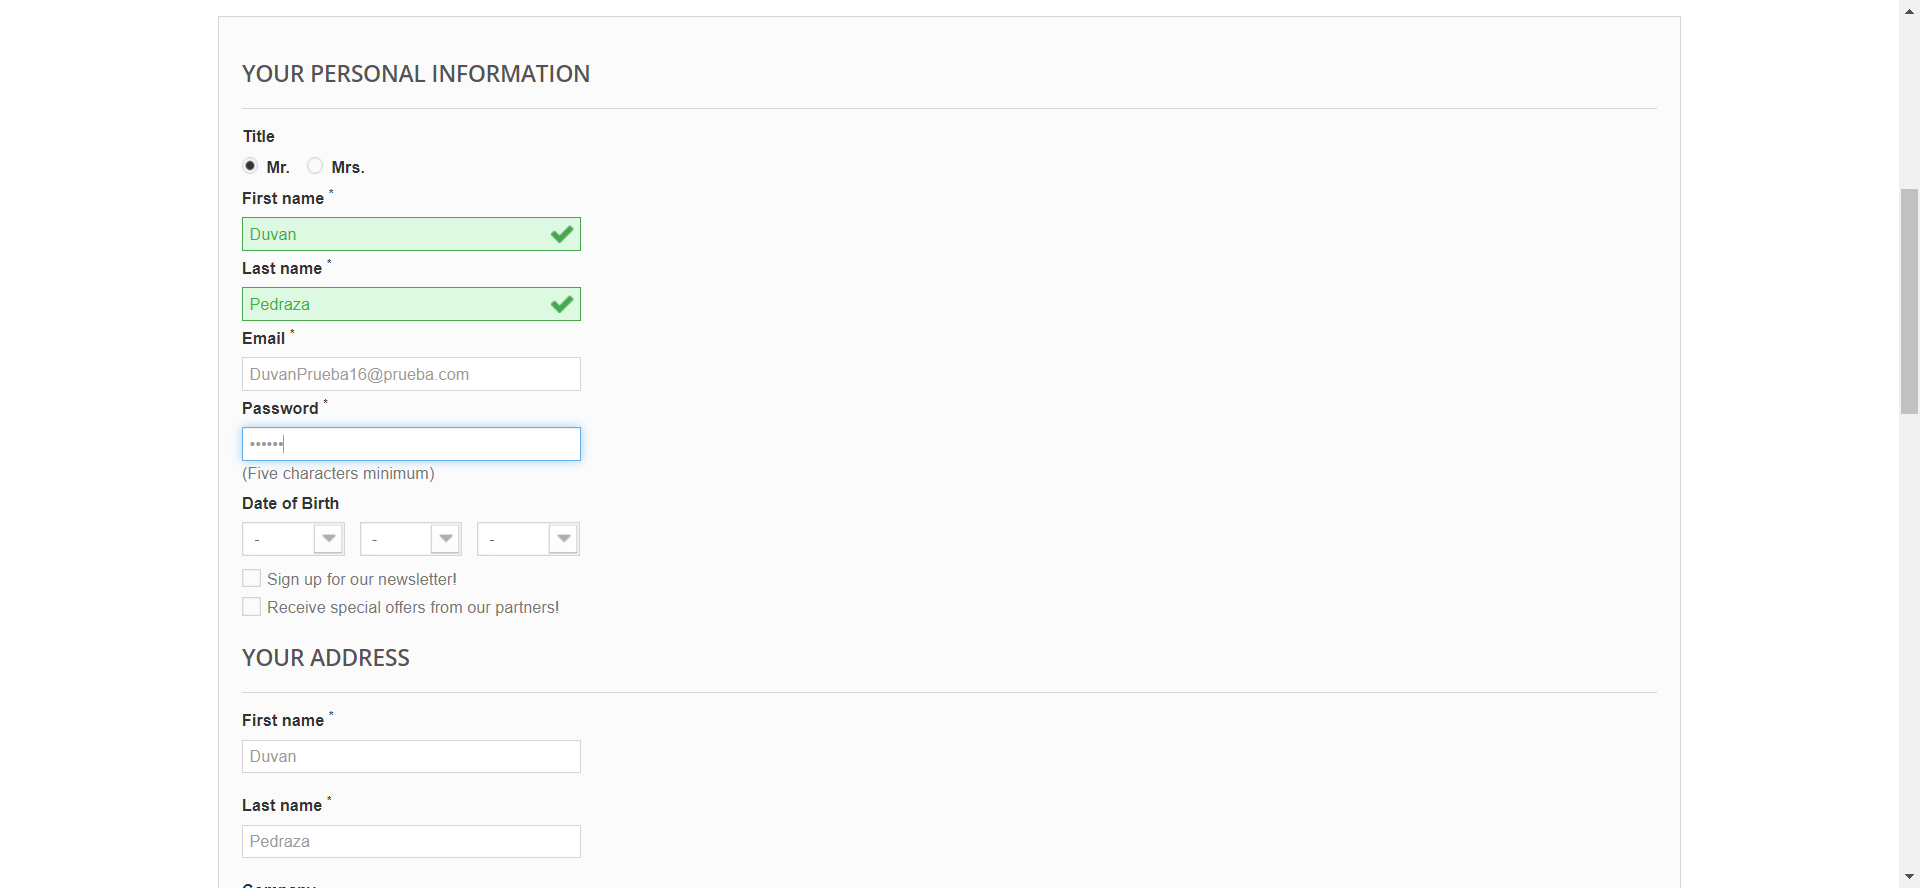 YOUR PERSONAL INFORMATION
Title
Mr. Mrs.
First name *
Duvan
Last name *
Pedraza
Email *
DuvanPrueba16@prueba.com
Password *
••••••
(Five characters minimum)
Date of Birth
- - -
Sign up for our newsletter!
Receive special offers from our partners!
YOUR ADDRESS
First name *
Duvan
Last name *
Pedraza